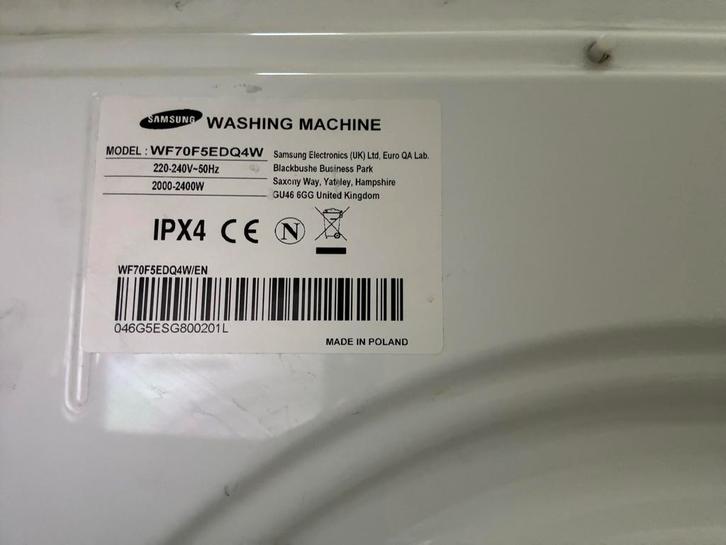 SAMSUNG WASHING MACHINE
MODEL : WF70F5EDQ4W
220-240V~50Hz
2000-2400W
Samsung Electronics (UK) Ltd, Euro QA Lab.
Blackbushe Business Park
Saxony Way, Yateley, Hampshire
GU46 6GG United Kingdom
IPX4 CE N
WF70F5EDQ4W/EN
046G5ESG800201L
MADE IN POLAND